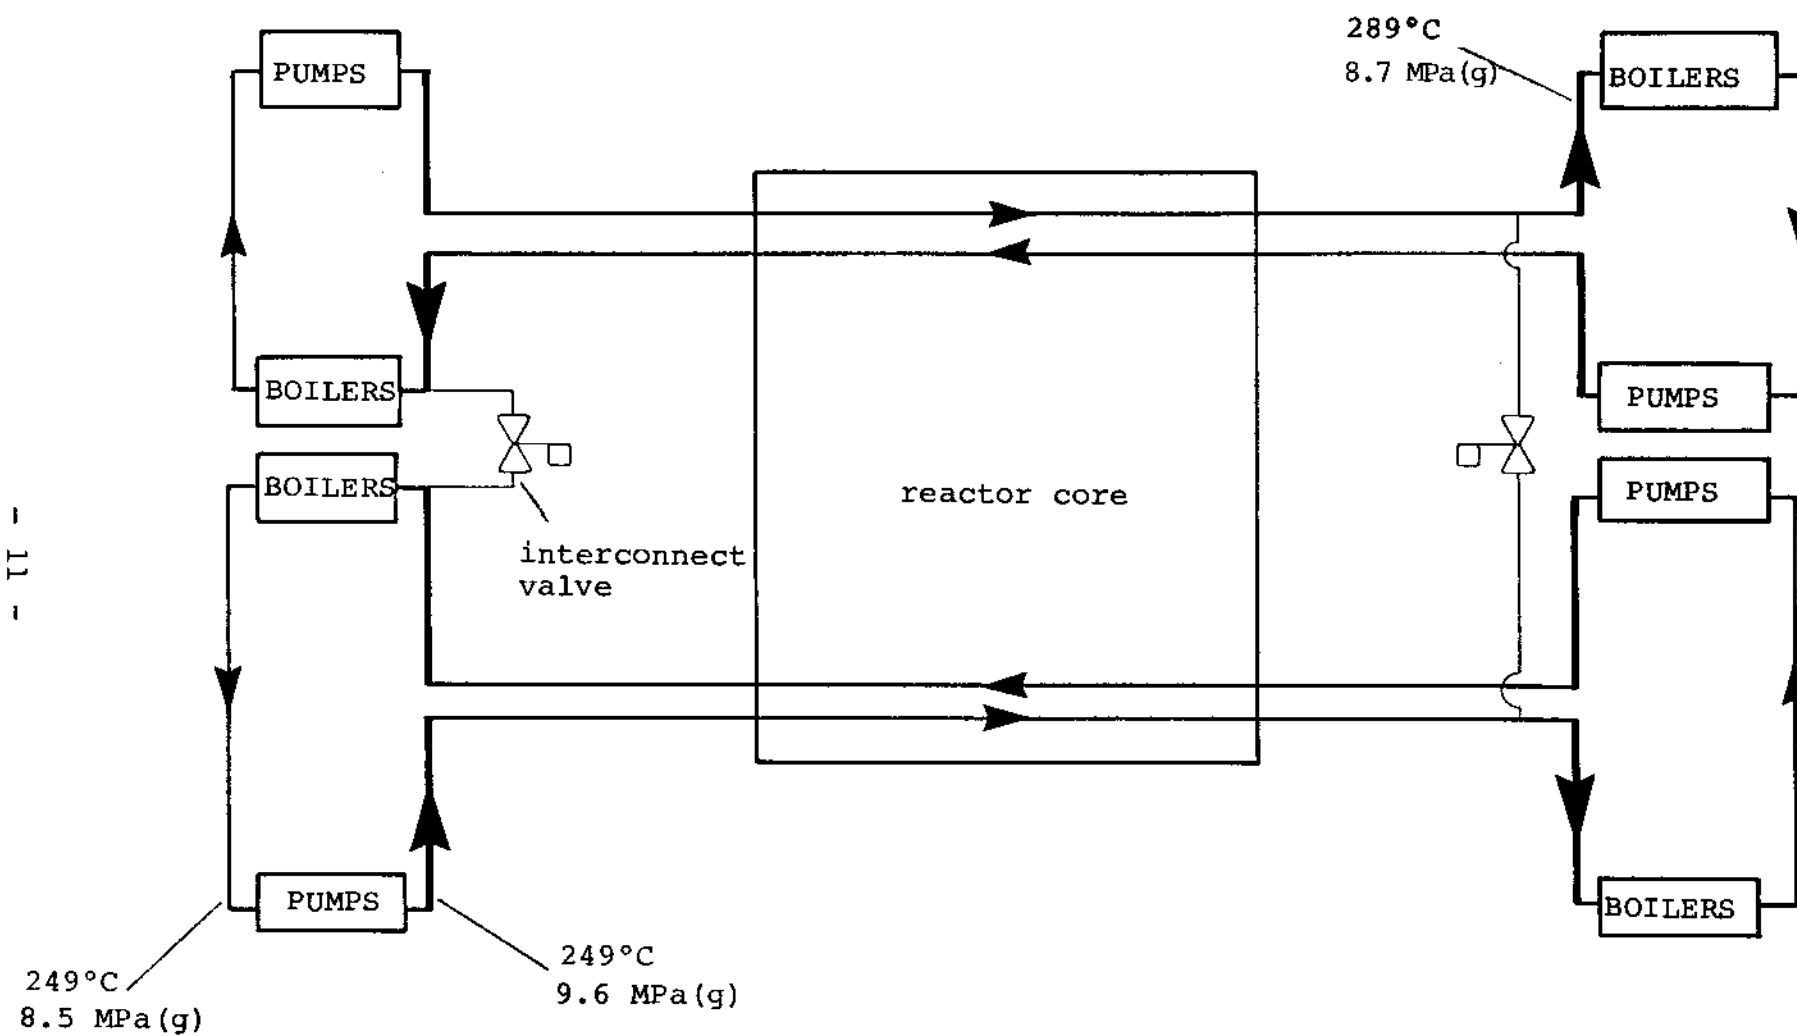 289°C
8.7 MPa(g)
PUMPS
BOILERS
BOILERS
PUMPS
BOILERS
PUMPS
reactor core
interconnect
valve
- 11 -
PUMPS
BOILERS
249°C
8.5 MPa(g)
249°C
9.6 MPa(g)